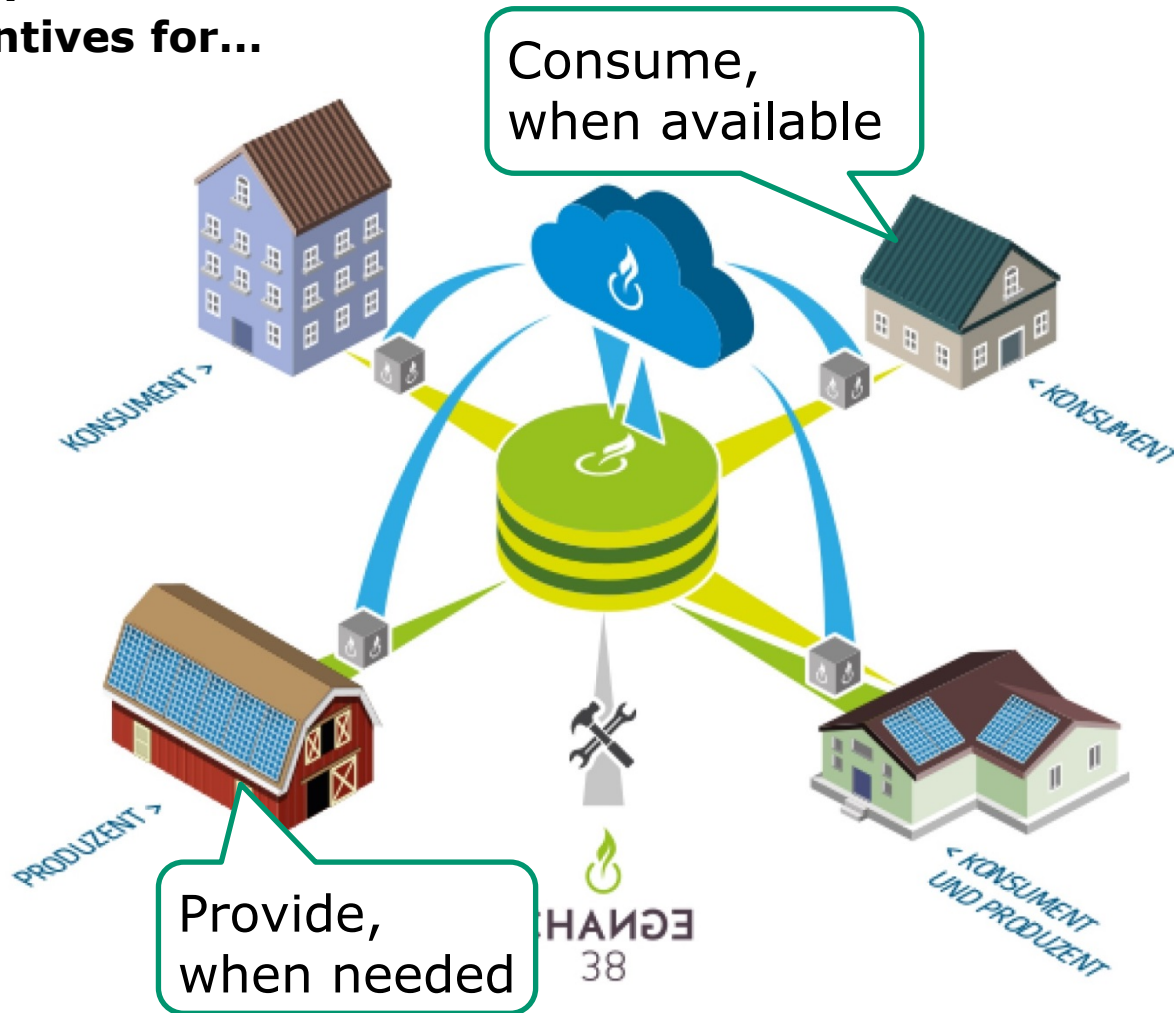 ntives for...
Consume,
when available
KONSUMENT >
< KONSUMENT
PRODUZENT >
< KONSUMENT
UND PRODUZENT
Provide,
when needed
38